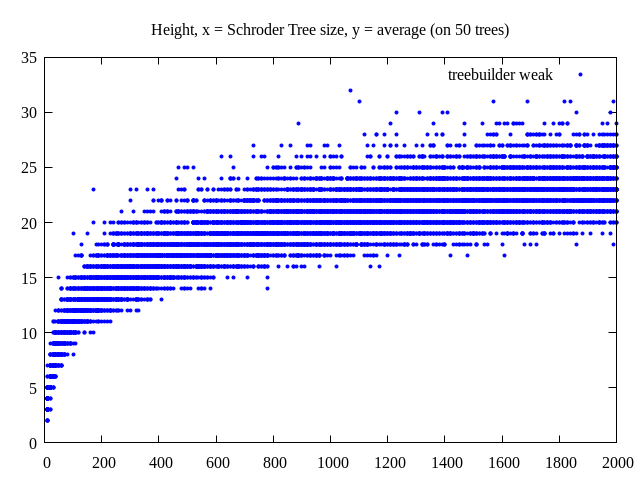 Height, x = Schroder Tree size, y = average (on 50 trees)
35
treebuilder weak
30
25
20
15
10
5
0
0 200 400 600 800 1000 1200 1400 1600 1800 2000